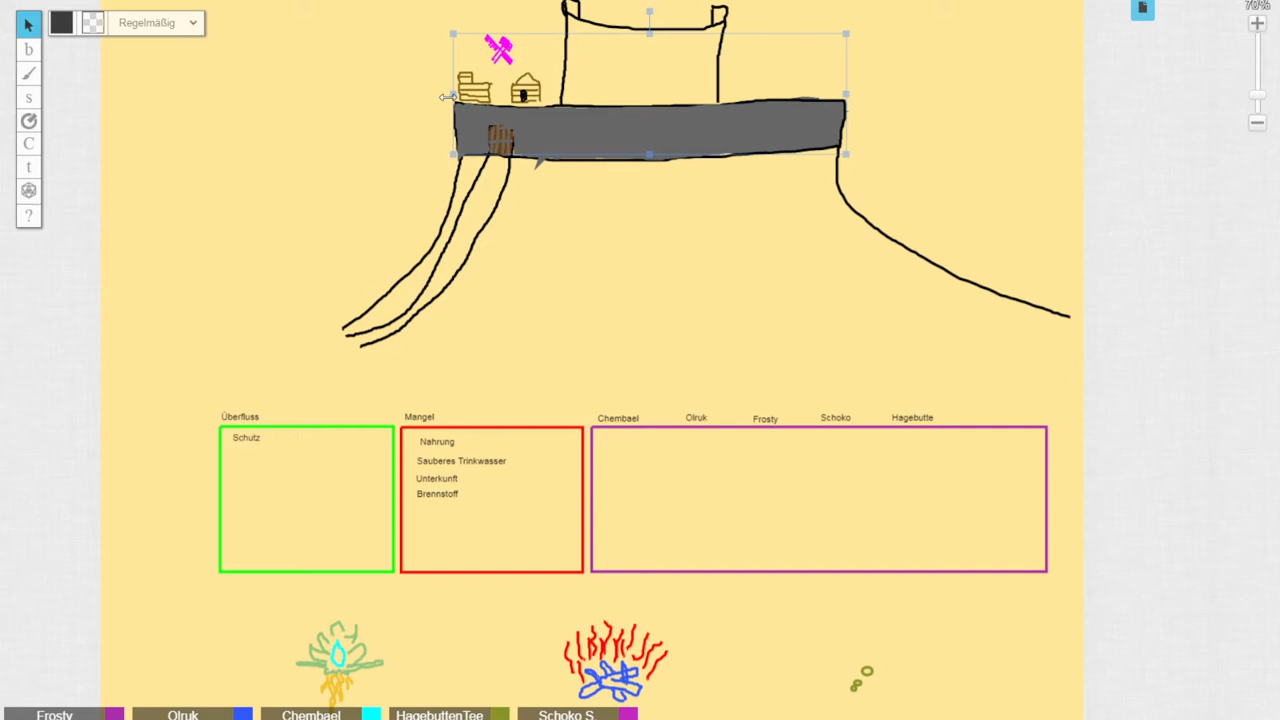 70%
b
Regelmäßig
s
C
t
?
Überfluss
Mangel
Chembael
Olruk
Frosty
Schoko
Hagebutte
Schutz
Nahrung
Sauberes Trinkwasser
Unterkunft
Brennstoff
Frosty
Olruk
Chembael
HagebuttenTee
Schoko S